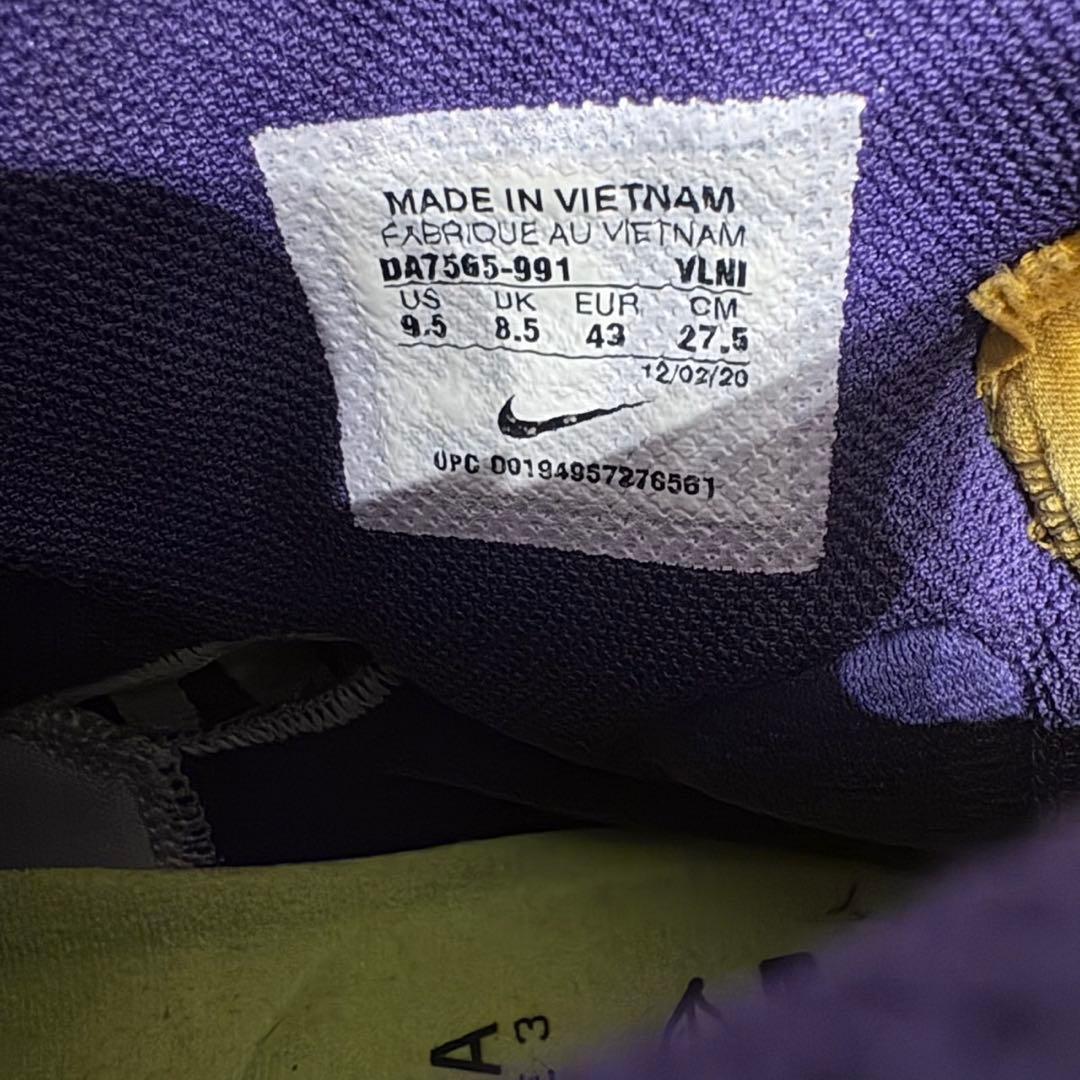 MADE IN VIETNAM
FABRIQUE AU VIETNAM
DA7565-991 VLNI
US UK EUR CM
9.5 8.5 43 27.5
12/02/20
UPC 00194957276561
A
3